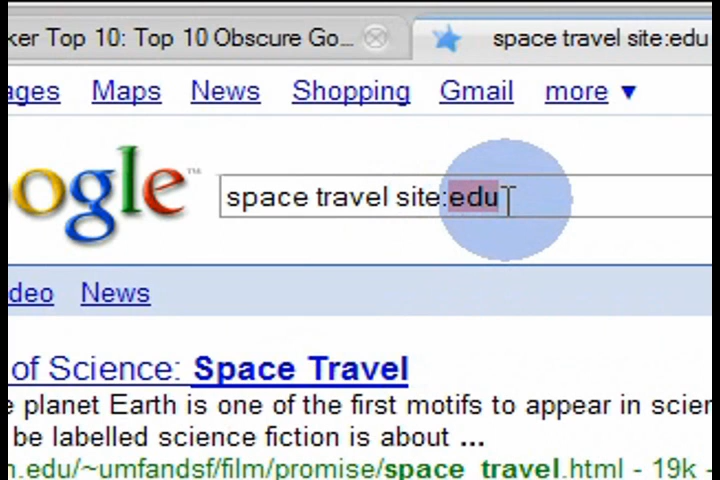 ker Top 10: Top 10 Obscure Go... space travel site:edu
ages Maps News Shopping Gmail more ▼
oogle™ space travel site:edu
deo News
of Science: Space Travel
e planet Earth is one of the first motifs to appear in scien
be labelled science fiction is about ...
n.edu/~umfandsf/film/promise/space_travel.html - 19k -